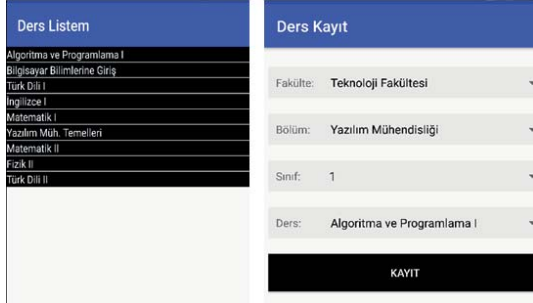 Ders Listem
Algoritma ve Programlama I
Bilgisayar Bilimlerine Giriş
Türk Dili I
İngilizce I
Matematik I
Yazılım Müh. Temelleri
Matematik II
Fizik II
Türk Dili II
Ders Kayıt
Fakülte: Teknoloji Fakültesi
Bölüm: Yazılım Mühendisliği
Sınıf: 1
Ders: Algoritma ve Programlama I
KAYIT